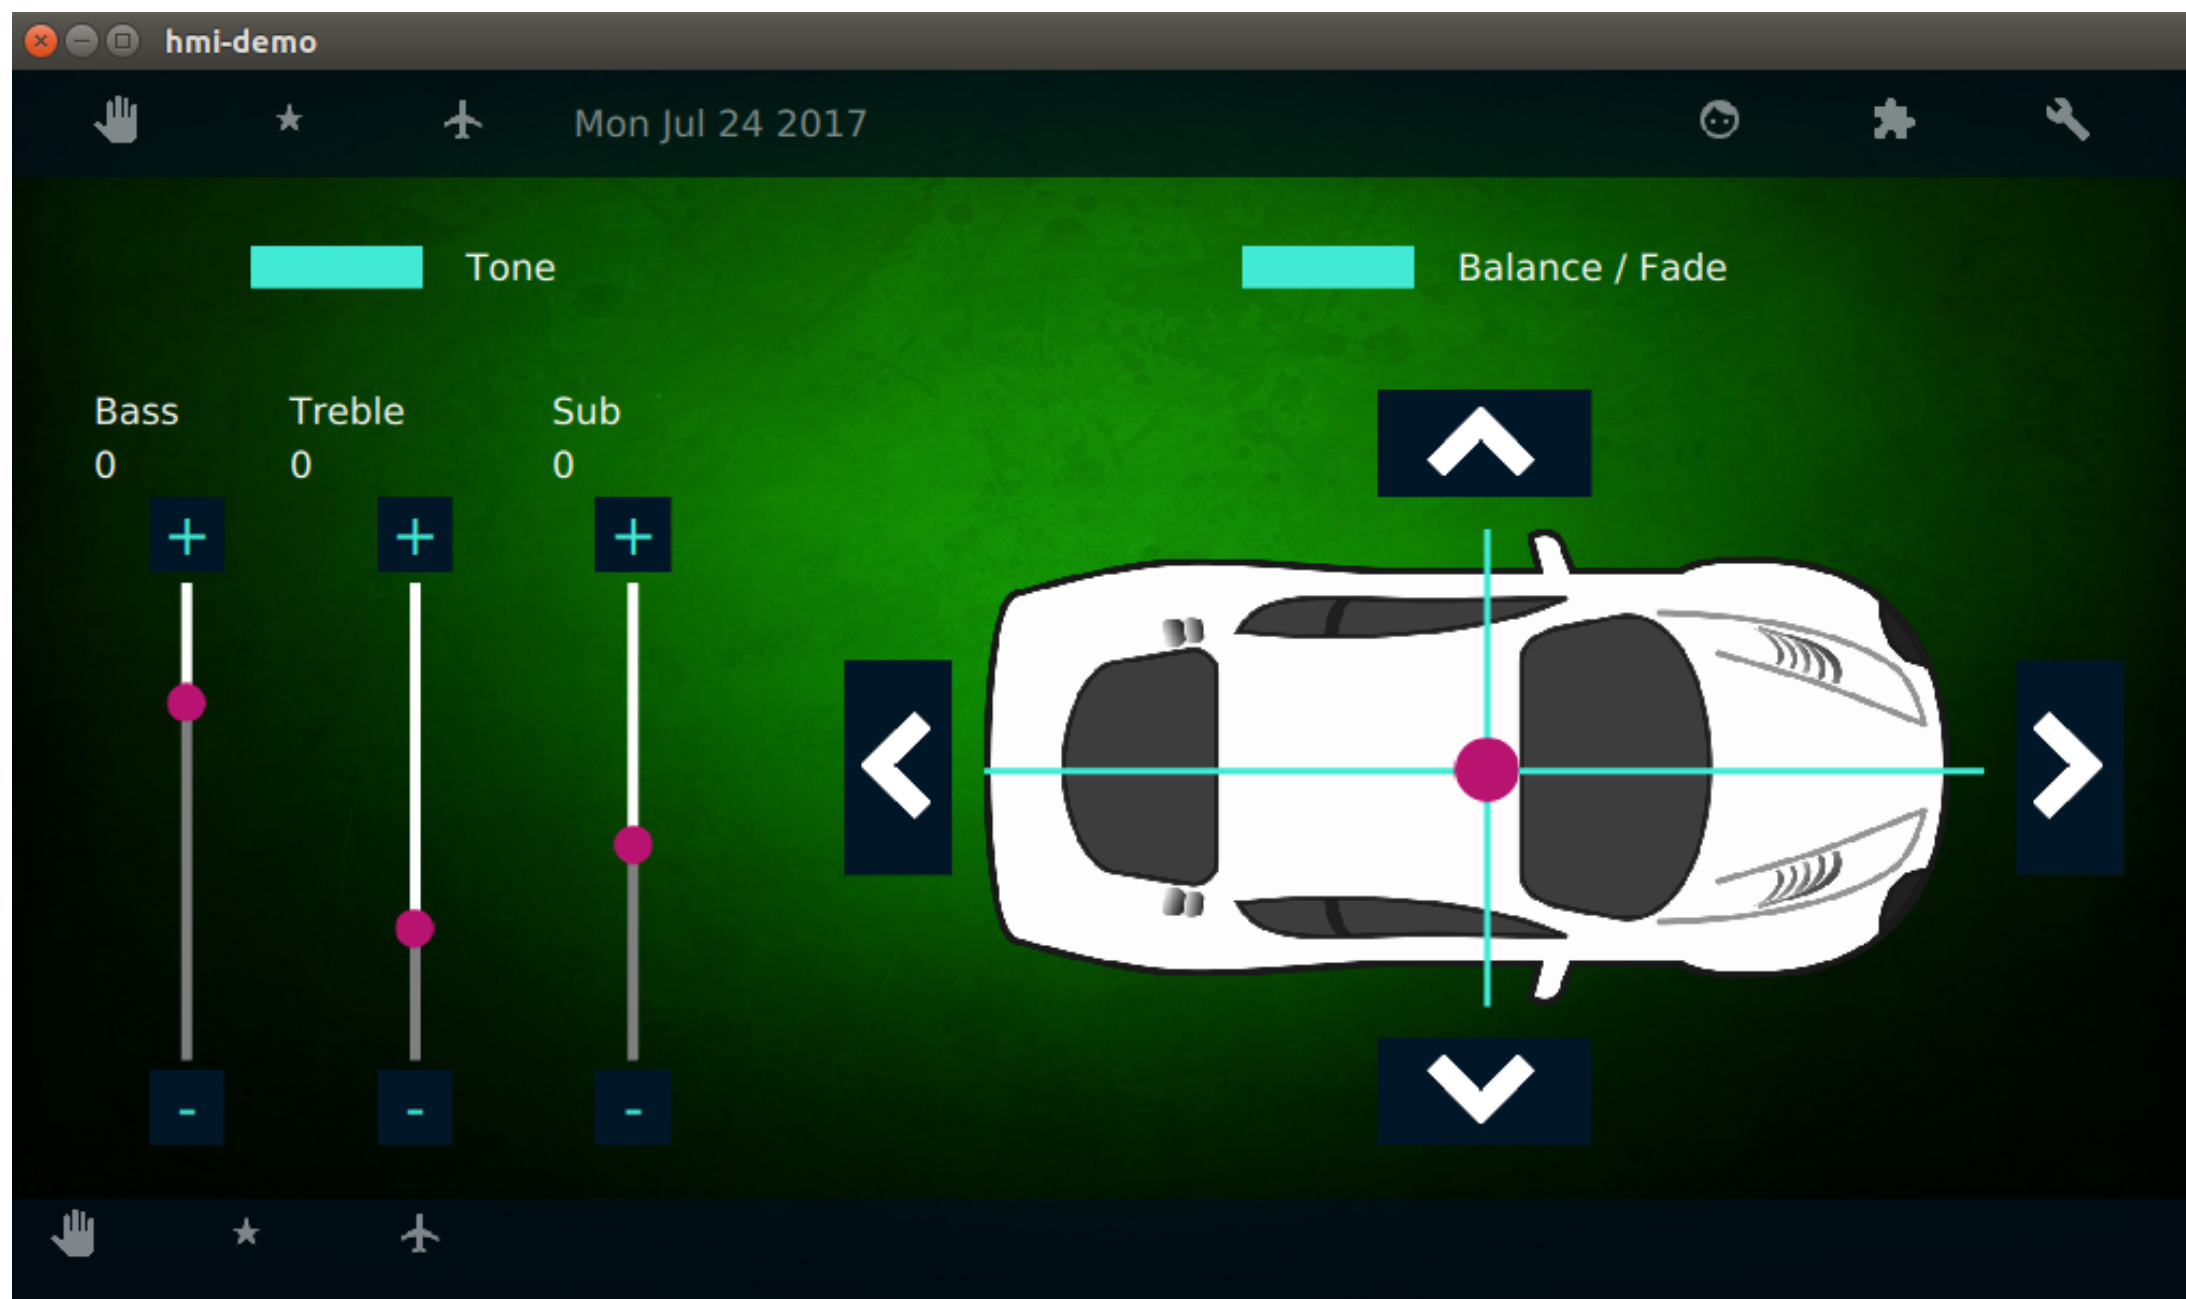 hmi-demo
Mon Jul 24 2017
Tone
Balance / Fade
Bass
Treble
Sub
0
0
0
+
+
+
-
-
-